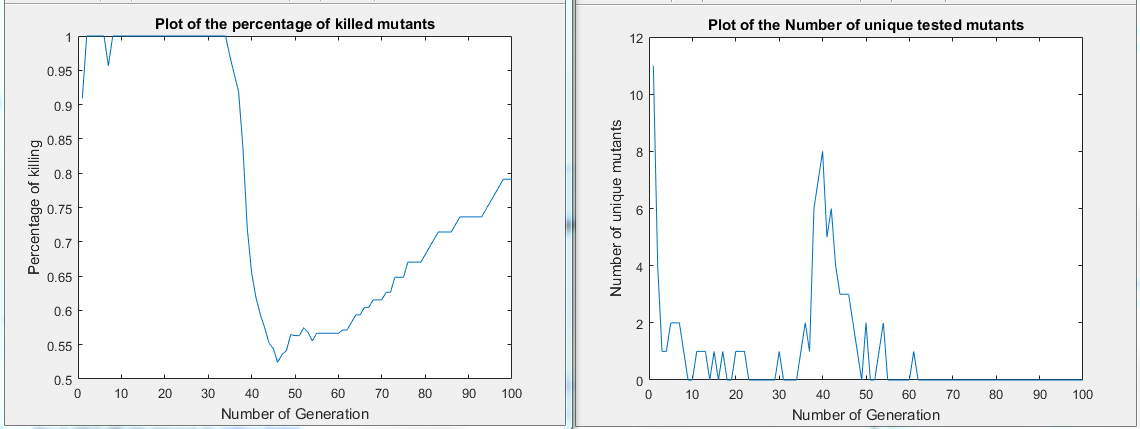 Plot of the percentage of killed mutants
1
0.95
0.9
0.85
0.8
0.75
0.7
0.65
0.6
0.55
0.5
Percentage of killing
0 10 20 30 40 50 60 70 80 90 100
Number of Generation
Plot of the Number of unique tested mutants
12
10
8
6
4
2
0
Number of unique mutants
0 10 20 30 40 50 60 70 80 90 100
Number of Generation